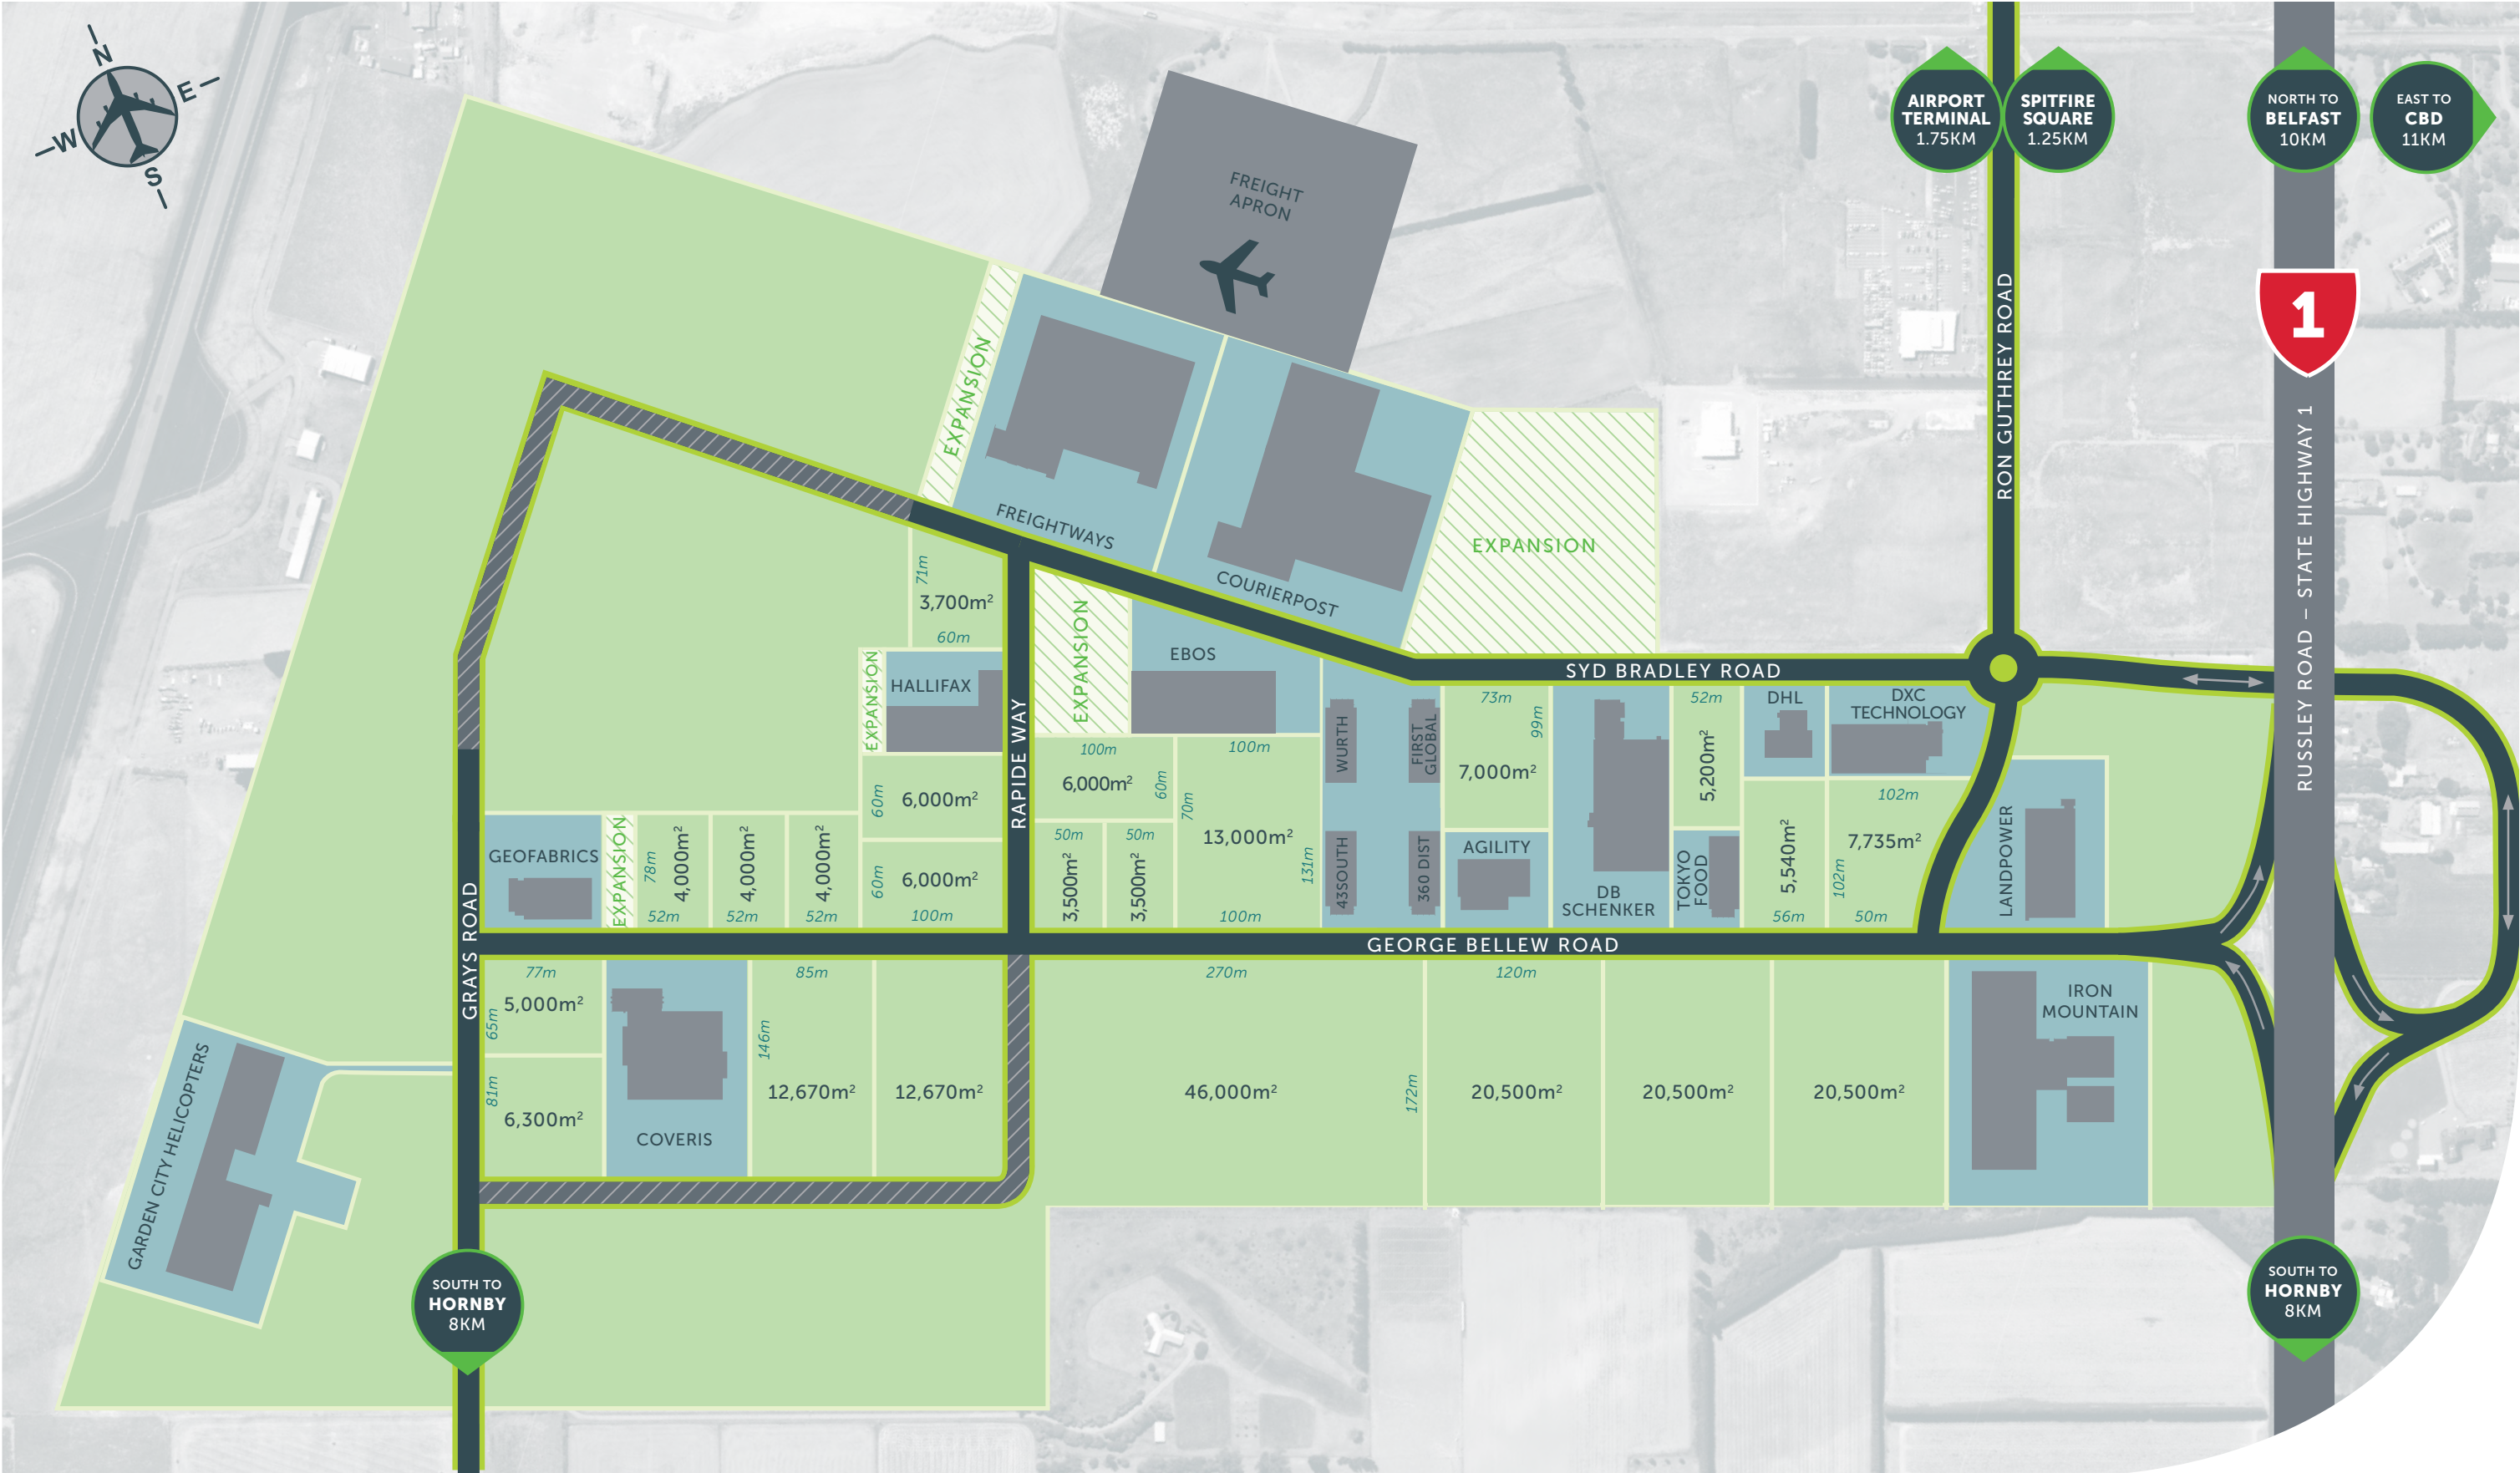 N
E
W
S
AIRPORT
TERMINAL
1.75KM
SPITFIRE
SQUARE
1.25KM
NORTH TO
BELFAST
10KM
EAST TO
CBD
11KM
FREIGHT
APRON
RON GUTHREY ROAD
1
RUSSLEY ROAD – STATE HIGHWAY 1
EXPANSION
FREIGHTWAYS
COURIERPOST
EXPANSION
71m
3,700m²
60m
EXPANSION
HALLIFAX
RAPIDE WAY
EXPANSION
EBOS
SYD BRADLEY ROAD
WURTH
FIRST
GLOBAL
43SOUTH
360 DIST
73m
99m
7,000m²
AGILITY
DB
SCHENKER
52m
5,200m²
TOKYO
FOOD
DHL
DXC
TECHNOLOGY
5,540m²
56m
102m
7,735m²
102m
50m
LANDPOWER
100m
6,000m²
60m
50m
3,500m²
50m
3,500m²
100m
70m
13,000m²
131m
100m
60m
6,000m²
60m
6,000m²
100m
GEOFABRICS
EXPANSION
78m
4,000m²
52m
4,000m²
52m
4,000m²
52m
GRAYS ROAD
GEORGE BELLEW ROAD
77m
5,000m²
65m
81m
6,300m²
COVERIS
85m
146m
12,670m²
12,670m²
270m
46,000m²
172m
120m
20,500m²
20,500m²
20,500m²
IRON
MOUNTAIN
GARDEN CITY HELICOPTERS
SOUTH TO
HORNBY
8KM
SOUTH TO
HORNBY
8KM